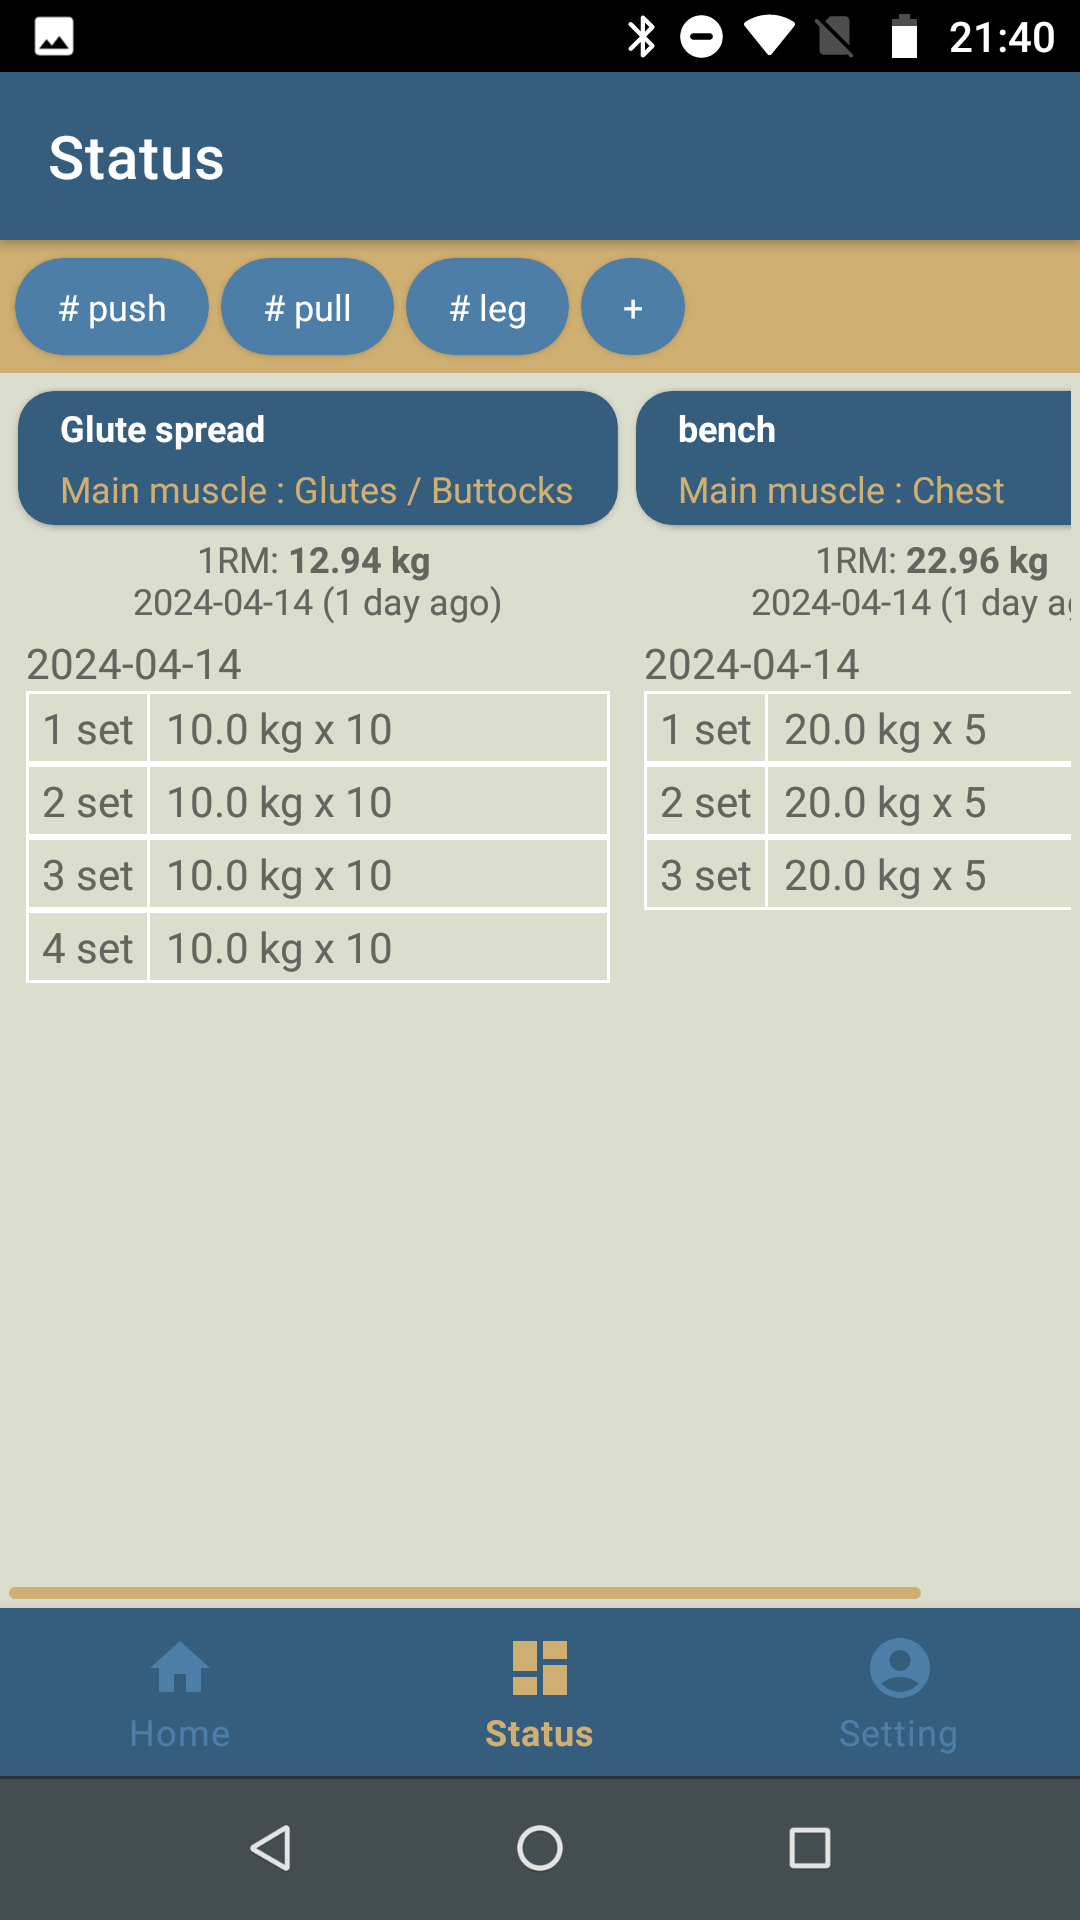 21:40
Status
# push # pull # leg +
Glute spread
Main muscle : Glutes / Buttocks
1RM: 12.94 kg
2024-04-14 (1 day ago)
2024-04-14
1 set 10.0 kg x 10
2 set 10.0 kg x 10
3 set 10.0 kg x 10
4 set 10.0 kg x 10
bench
Main muscle : Chest
1RM: 22.96 kg
2024-04-14 (1 day
2024-04-14
1 set 20.0 kg x 5
2 set 20.0 kg x 5
3 set 20.0 kg x 5
Home Status Setting